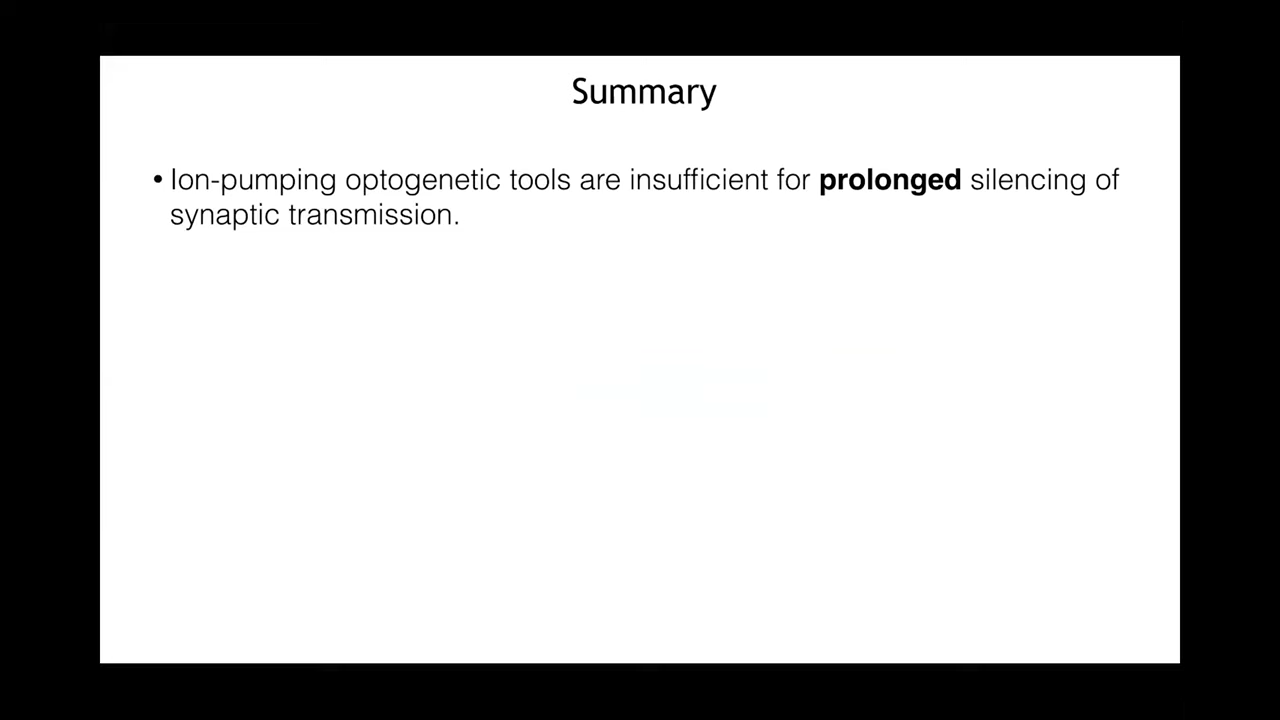 Summary
• Ion-pumping optogenetic tools are insufficient for prolonged silencing of
synaptic transmission.